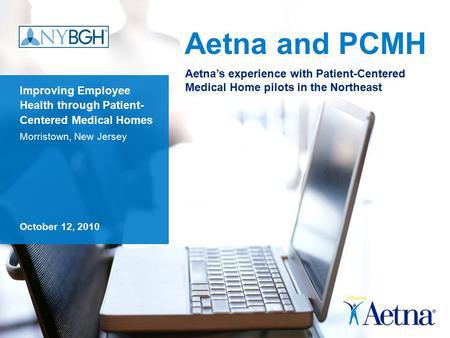 NYBGH
Aetna and PCMH
Aetna's experience with Patient-Centered
Medical Home pilots in the Northeast
Improving Employee
Health through Patient-
Centered Medical Homes
Morristown, New Jersey
October 12, 2010
Aetna®